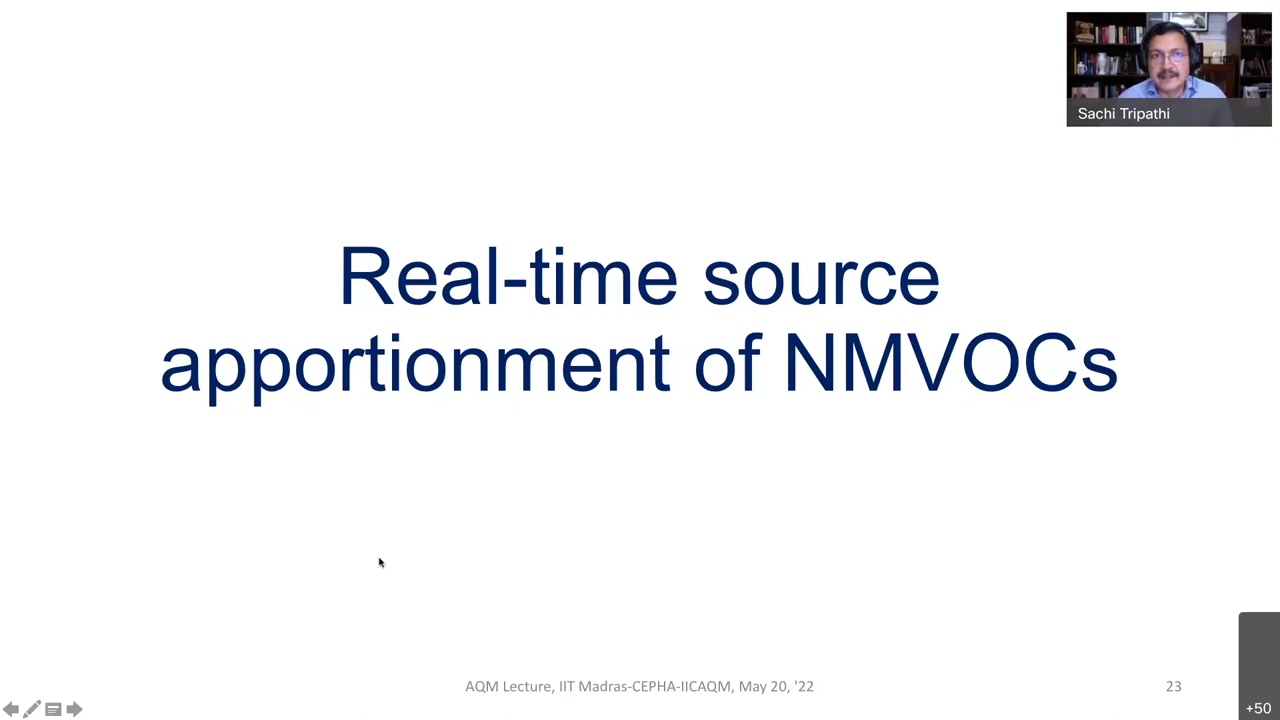 Sachi Tripathi
Real-time source
apportionment of NMVOCs
AQM Lecture, IIT Madras-CEPHA-IICAQM, May 20, '22
23
+50